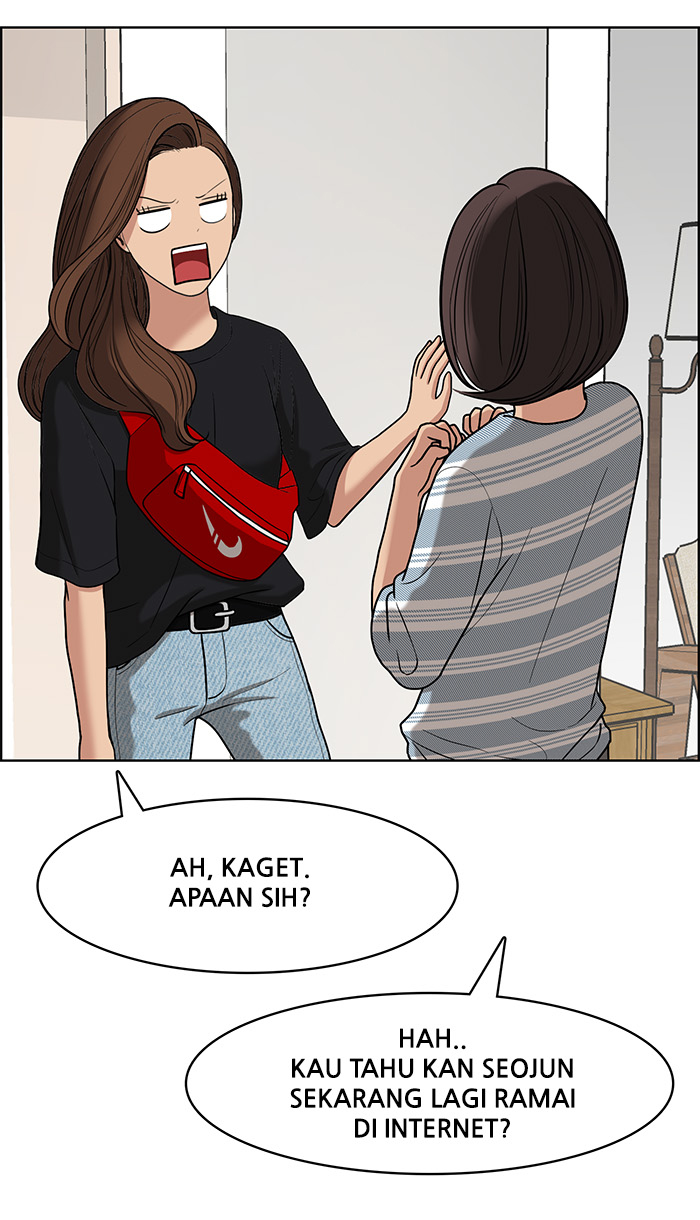 AH, KAGET.
APAAN SIH?
HAH..
KAU TAHU KAN SEOJUN
SEKARANG LAGI RAMAI
DI INTERNET?